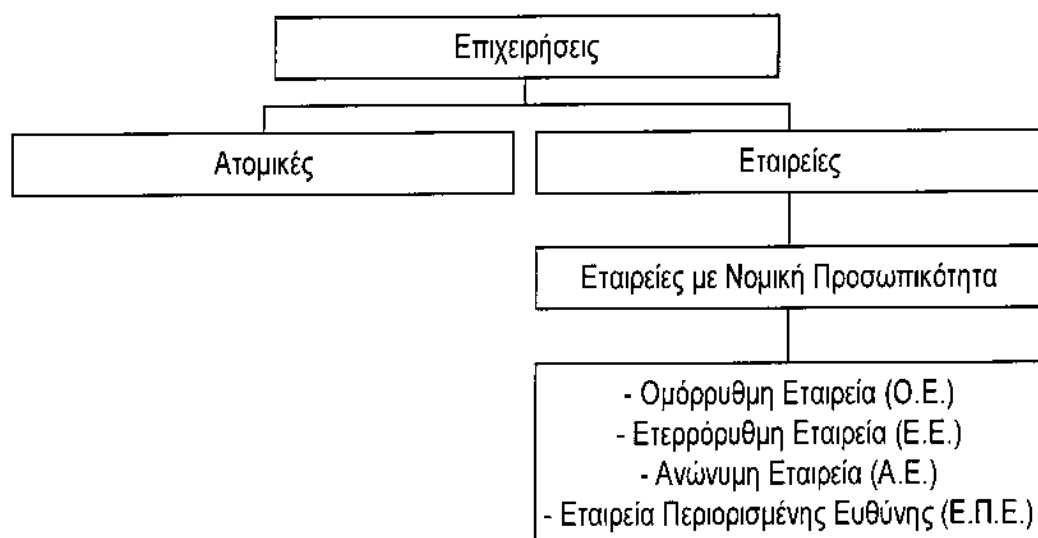 Επιχειρήσεις
Ατομικές
Εταιρείες
Εταιρείες με Νομική Προσωπικότητα
- Ομόρρυθμη Εταιρεία (Ο.Ε.)
- Ετερρόρυθμη Εταιρεία (Ε.Ε.)
- Ανώνυμη Εταιρεία (Α.Ε.)
- Εταιρεία Περιορισμένης Ευθύνης (Ε.Π.Ε.)